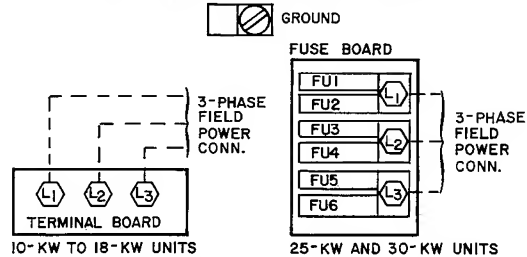 GROUND
FUSE BOARD
FU1
FU2
L1
FU3
FU4
L2
FU5
FU6
L3
3-PHASE
FIELD
POWER
CONN.
25-KW AND 30-KW UNITS
3-PHASE
FIELD
POWER
CONN.
L1 L2 L3
TERMINAL BOARD
10-KW TO 18-KW UNITS